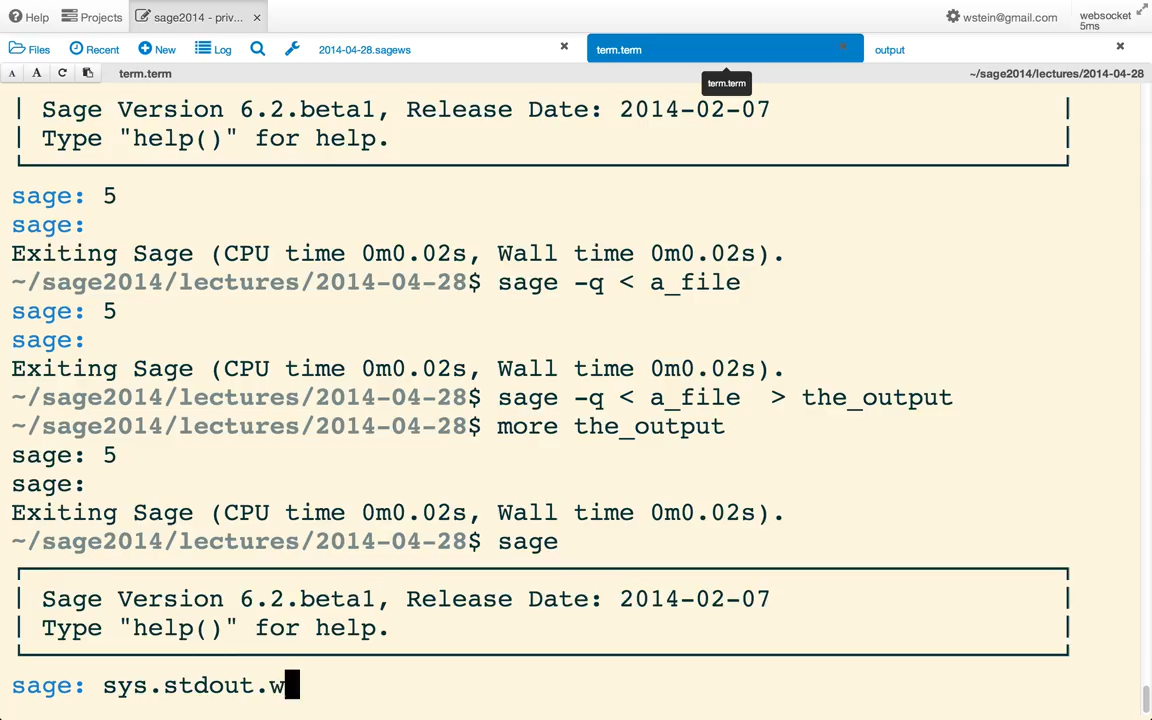 Help Projects sage2014 - priv... × wstein@gmail.com websocket
5ms
Files Recent New Log 2014-04-28.sagews × term.term × output ×
A A C term.term ~/sage2014/lectures/2014-04-28
term.term
| Sage Version 6.2.beta1, Release Date: 2014-02-07 |
| Type "help()" for help. |
sage: 5
sage:
Exiting Sage (CPU time 0m0.02s, Wall time 0m0.02s).
~/sage2014/lectures/2014-04-28$ sage -q < a_file
sage: 5
sage:
Exiting Sage (CPU time 0m0.02s, Wall time 0m0.02s).
~/sage2014/lectures/2014-04-28$ sage -q < a_file  > the_output
~/sage2014/lectures/2014-04-28$ more the_output
sage: 5
sage:
Exiting Sage (CPU time 0m0.02s, Wall time 0m0.02s).
~/sage2014/lectures/2014-04-28$ sage
| Sage Version 6.2.beta1, Release Date: 2014-02-07 |
| Type "help()" for help. |
sage: sys.stdout.w